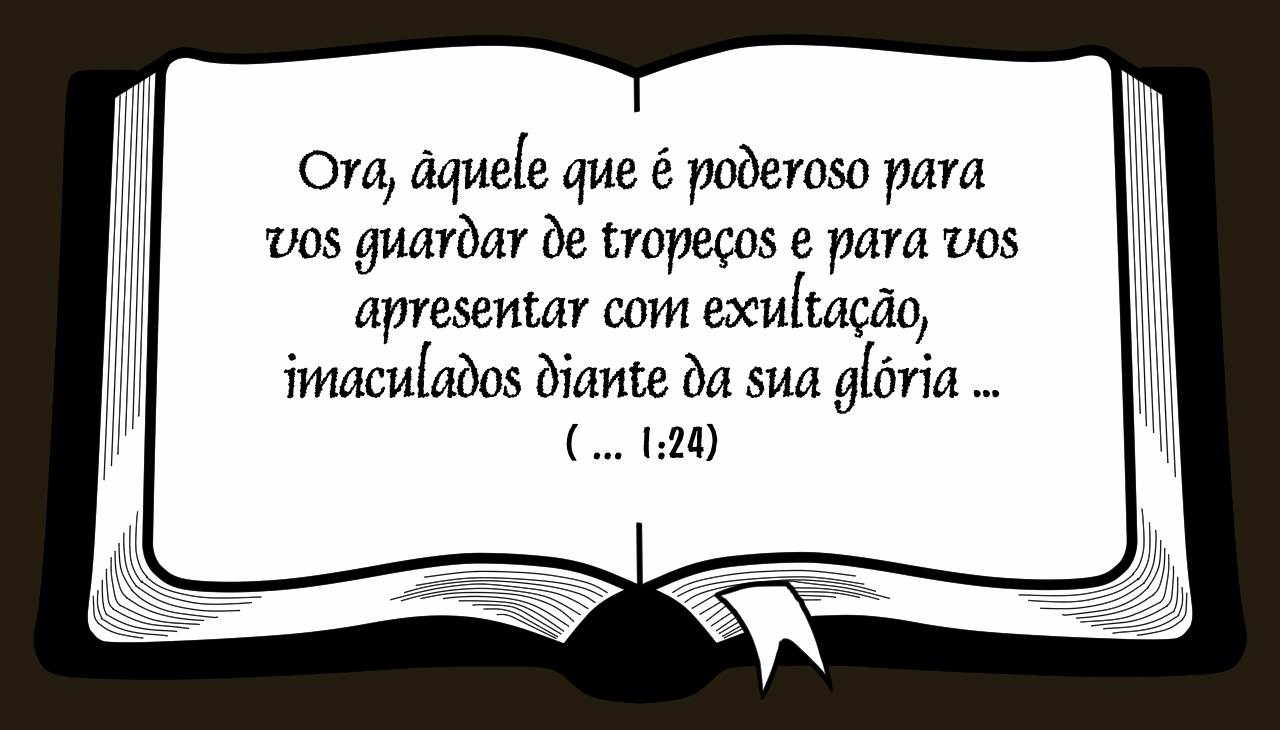 Ora, àquele que é poderoso para
vos guardar de tropeços e para vos
apresentar com exultação,
imaculados diante da sua glória ...
( ... 1:24)